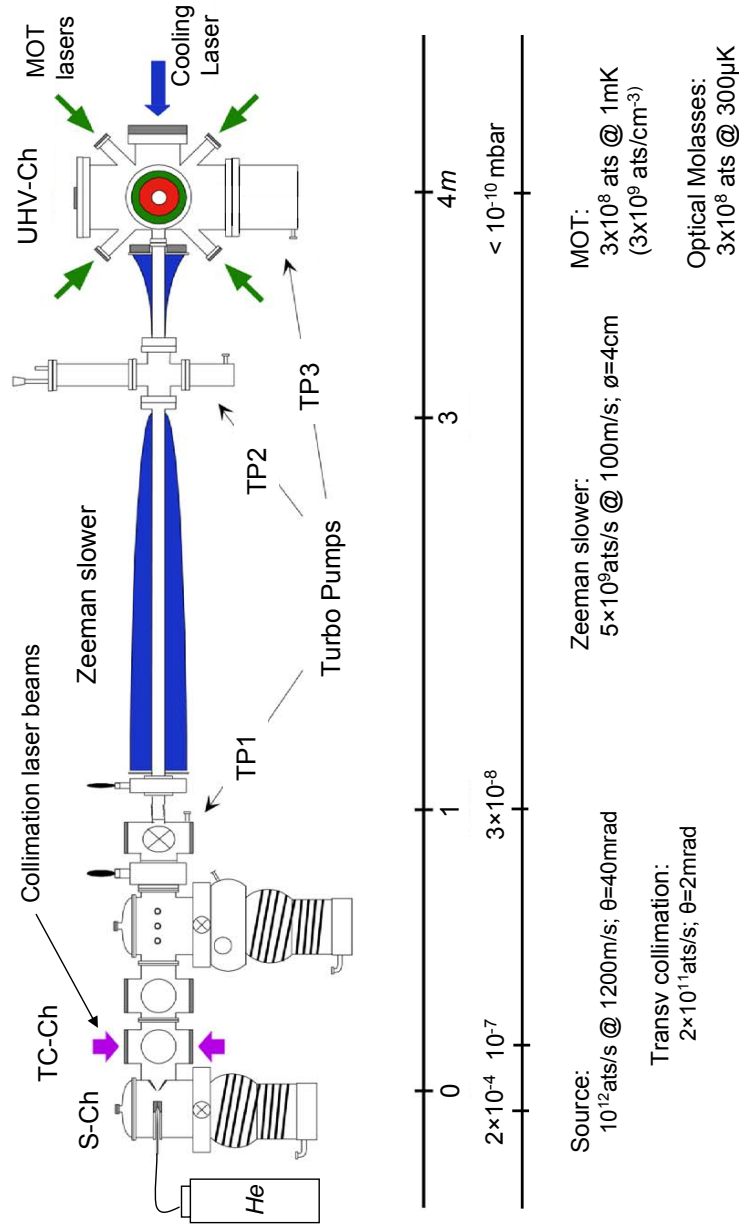 MOT
lasers
UHV-Ch
Cooling
Laser
Zeeman slower
Collimation laser beams
TC-Ch
S-Ch
He
TP1
TP2
TP3
Turbo Pumps
0
1
3
4m
2×10⁻⁴
10⁻⁷
3×10⁻⁸
< 10⁻¹⁰ mbar
Source:
10¹²ats/s @ 1200m/s; θ=40mrad
Transv collimation:
2×10¹¹ats/s; θ=2mrad
Zeeman slower:
5×10⁹ats/s @ 100m/s; ø=4cm
MOT:
3x10⁸ ats @ 1mK
(3x10⁹ ats/cm⁻³)
Optical Molasses:
3x10⁸ ats @ 300µK